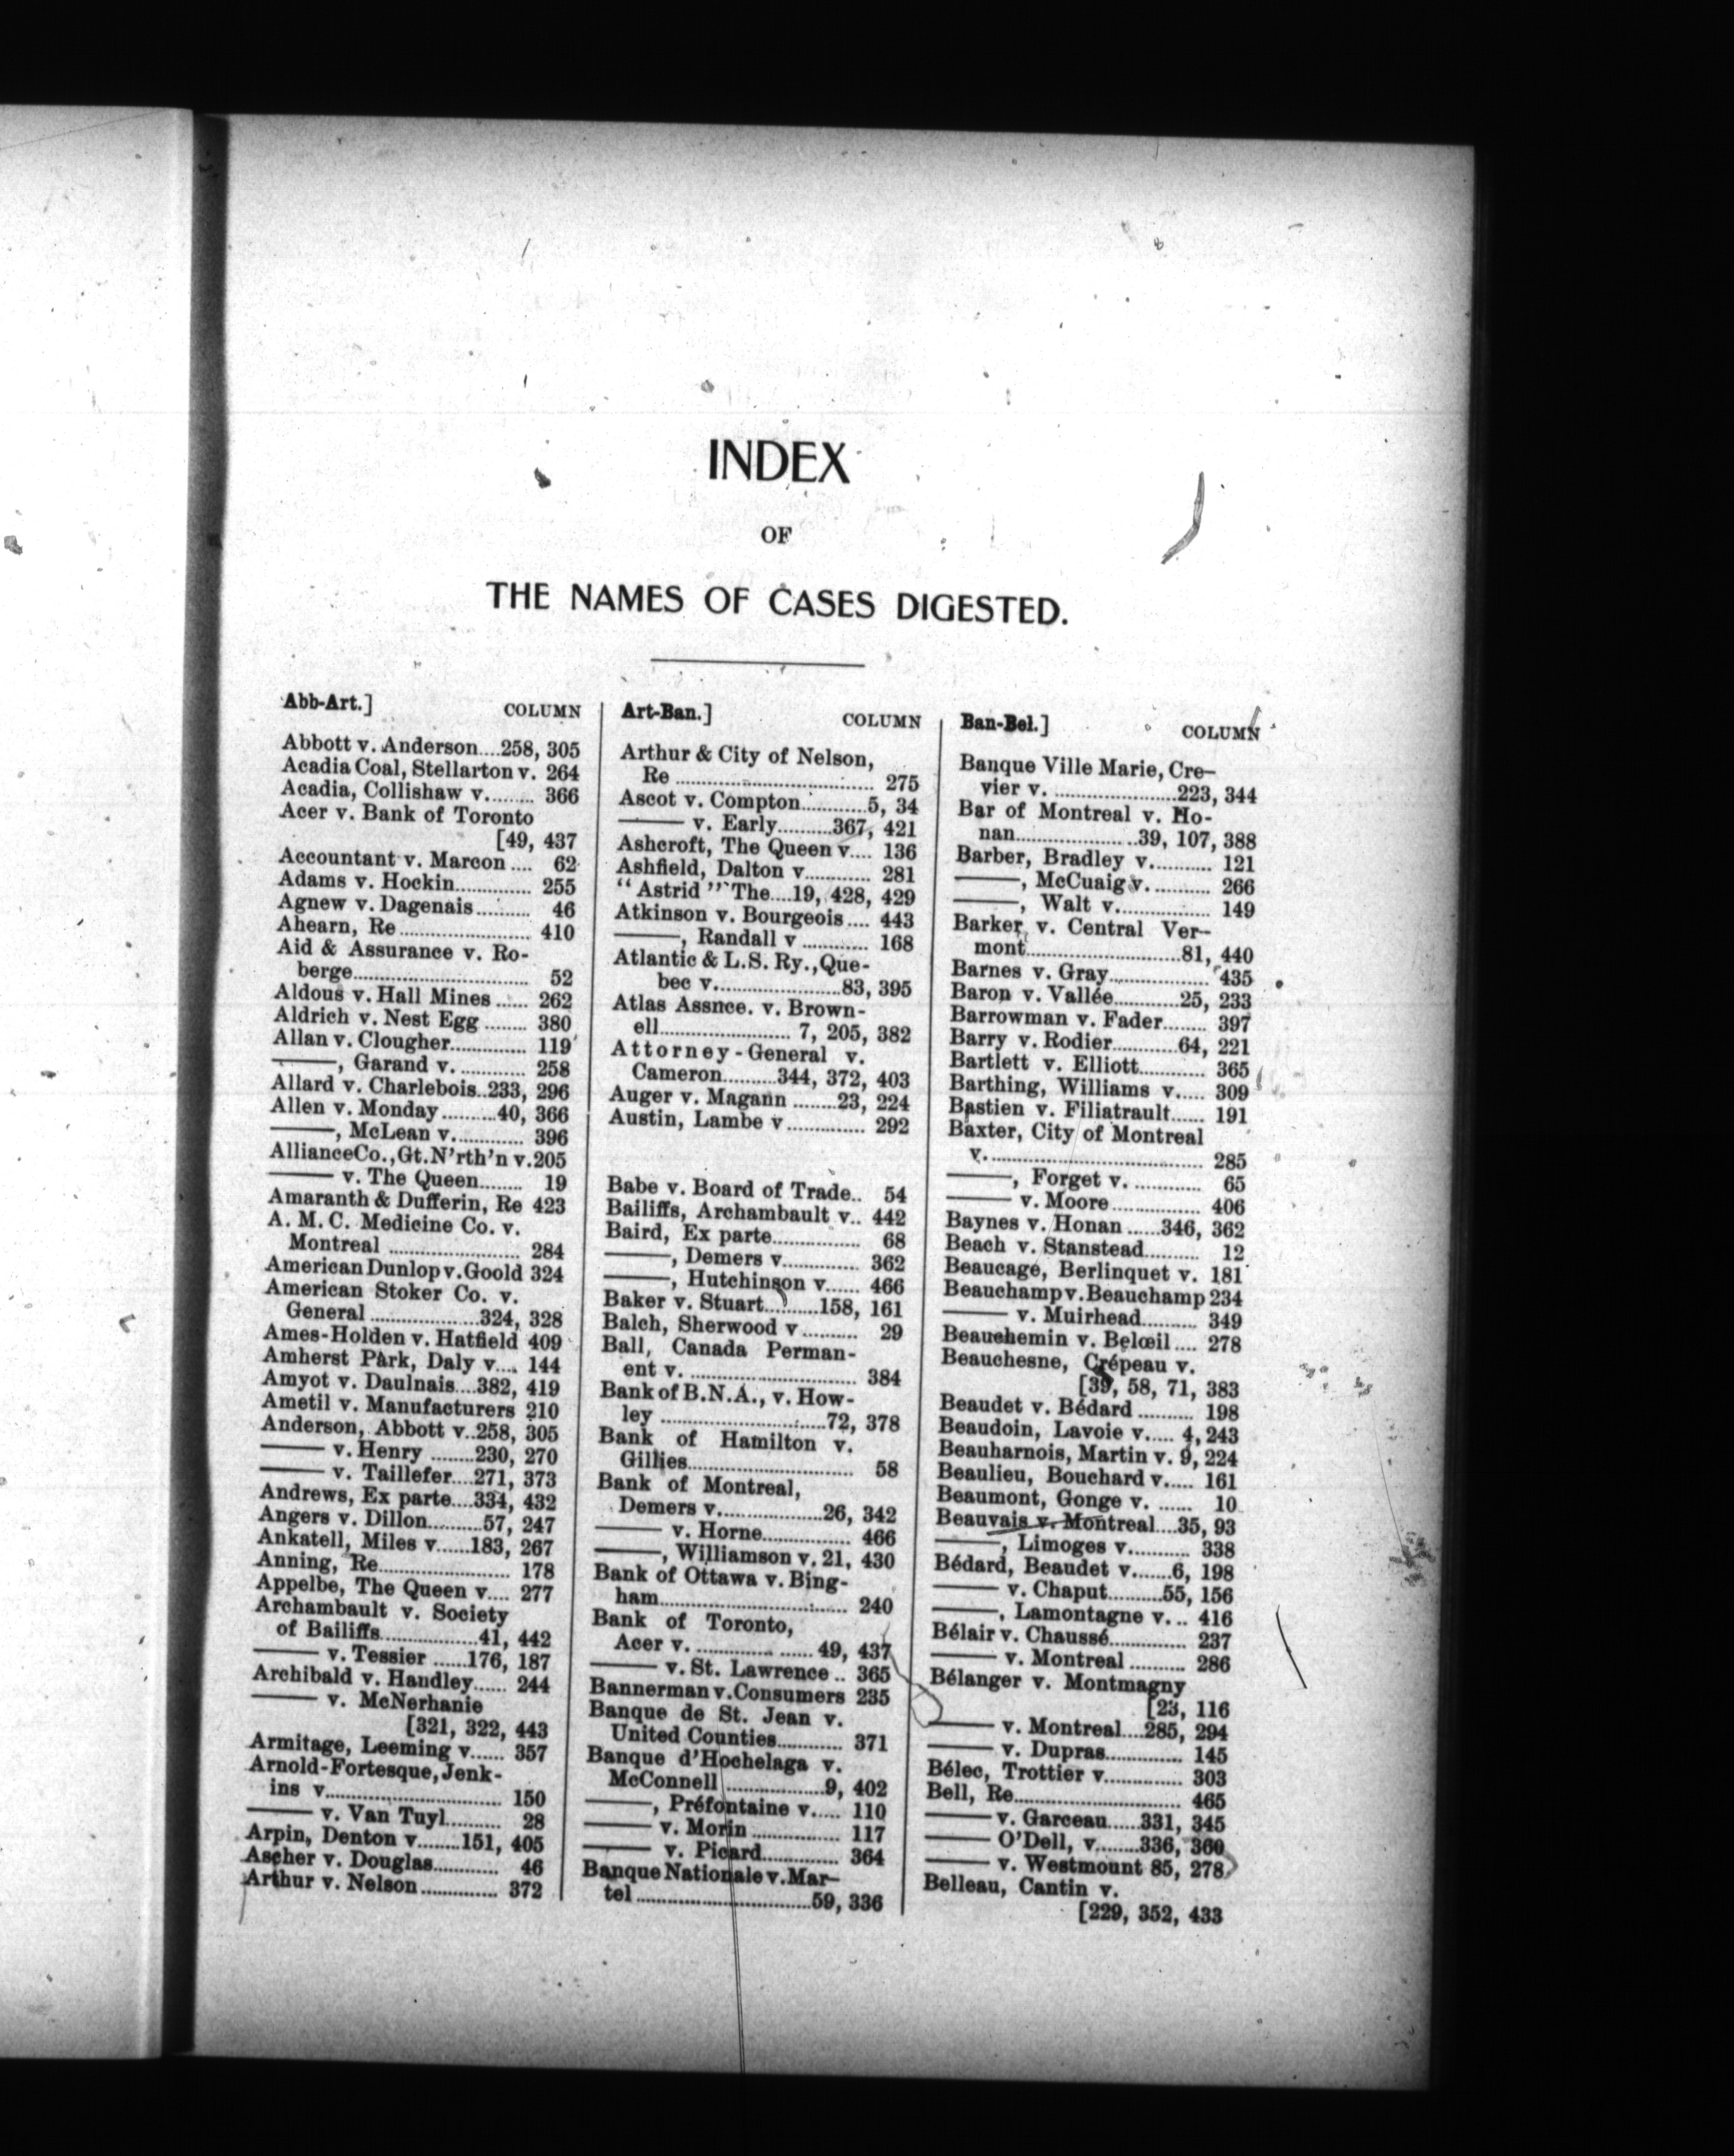 INDEX
OF
THE NAMES OF CASES DIGESTED.
Abb-Art.] COLUMN
Abbott v. Anderson....258, 305
Acadia Coal, Stellarton v. 264
Acadia, Collishaw v......... 366
Acer v. Bank of Toronto
[49, 437
Accountant v. Marcon .... 62
Adams v. Hockin............. 255
Agnew v. Dagenais.......... 46
Ahearn, Re ....................... 410
Aid & Assurance v. Ro-
berge............................... 52
Aldous v. Hall Mines ...... 262
Aldrich v. Nest Egg ........ 380
Allan v. Clougher............. 119
———, Garand v. ............ 258
Allard v. Charlebois..233, 296
Allen v. Monday .........40, 366
———, McLean v............. 396
AllianceCo.,Gt.N'rth'n v.205
——— v. The Queen........ 19
Amaranth & Dufferin, Re 423
A. M. C. Medicine Co. v.
Montreal ....................... 284
American Dunlop v. Goold 324
American Stoker Co. v.
General ...................324, 328
Ames-Holden v. Hatfield 409
Amherst Park, Daly v.... 144
Amyot v. Daulnais....382, 419
Ametil v. Manufacturers 210
Anderson, Abbott v..258, 305
——— v. Henry ........230, 270
——— v. Taillefer....271, 373
Andrews, Ex parte....334, 432
Angers v. Dillon..........57, 247
Ankatell, Miles v......183, 267
Anning, Re....................... 178
Appelbe, The Queen v.... 277
Archambault v. Society
of Bailiffs.................41, 442
——— v. Tessier ......176, 187
Archibald v. Handley...... 244
——— v. McNerhanie
[321, 322, 443
Armitage, Leeming v...... 357
Arnold-Fortesque, Jenk-
ins v............................... 150
——— v. Van Tuyl.......... 28
Arpin, Denton v........151, 405
Ascher v. Douglas............ 46
Arthur v. Nelson .............. 372
Art-Ban.] COLUMN
Arthur & City of Nelson,
Re ................................... 275
Ascot v. Compton............5, 34
——— v. Early..........367, 421
Ashcroft, The Queen v.... 136
Ashfield, Dalton v............ 281
"Astrid" The....19, 428, 429
Atkinson v. Bourgeois .... 443
———, Randall v ............ 168
Atlantic & L.S. Ry., Que-
bec v......................83, 395
Atlas Assnce. v. Brown-
ell....................... 7, 205, 382
Attorney-General v.
Cameron..........344, 372, 403
Auger v. Magann ........23, 224
Austin, Lambe v .............. 292
Babe v. Board of Trade.. 54
Bailiffs, Archambault v.. 442
Baird, Ex parte................ 68
———, Demers v.............. 362
———, Hutchinson v...... 466
Baker v. Stuart..........158, 161
Balch, Sherwood v .......... 29
Ball, Canada Perman-
ent v. .............................. 384
Bank of B.N.A., v. How-
ley ..............................72, 378
Bank of Hamilton v.
Gillies.............................. 58
Bank of Montreal,
Demers v...................26, 342
——— v. Horne................ 466
———, Williamson v. 21, 430
Bank of Ottawa v. Bing-
ham.................................. 240
Bank of Toronto,
Acer v. .................... 49, 437
——— v. St. Lawrence .. 365
Bannerman v. Consumers 235
Banque de St. Jean v.
United Counties............ 371
Banque d'Hochelaga v.
McConnell ..................9, 402
———, Préfontaine v..... 110
——— v. Morin ................ 117
——— v. Picard.............. 364
Banque Nationale v. Mar-
tel ...............................59, 336
Ban-Bel.] COLUMN
Banque Ville Marie, Cre-
vier v. ......................223, 344
Bar of Montreal v. Ho-
nan......................39, 107, 388
Barber, Bradley v........... 121
———, McCuaig v. .......... 266
———, Walt v................. 149
Barker v. Central Ver-
mont............................81, 440
Barnes v. Gray.................. 435
Baron v. Vallée............25, 233
Barrowman v. Fader........ 397
Barry v. Rodier............64, 221
Bartlett v. Elliott............ 365
Barthing, Williams v..... 309
Bastien v. Filiatrault...... 191
Baxter, City of Montreal
v........................................ 285
———, Forget v. ............ 65
——— v. Moore................ 406
Baynes v. Honan ......346, 362
Beach v. Stanstead.......... 12
Beaucage, Berlinquet v. 181
Beauchamp v. Beauchamp 234
——— v. Muirhead.......... 349
Beauchemin v. Belœil .... 278
Beauchesne, Crépeau v.
[39, 58, 71, 383
Beaudet v. Bédard .......... 198
Beaudoin, Lavoie v..... 4, 243
Beauharnois, Martin v. 9, 224
Beaulieu, Bouchard v..... 161
Beaumont, Gonge v. ...... 10
Beauvais v. Montreal....35, 93
———, Limoges v........... 338
Bédard, Beaudet v.......6, 198
——— v. Chaput..........55, 156
———, Lamontagne v... 416
Bélair v. Chaussé.............. 237
——— v. Montreal .......... 286
Bélanger v. Montmagny
[23, 116
——— v. Montreal....285, 294
——— v. Dupras.............. 145
Bélec, Trottier v.............. 303
Bell, Re.............................. 465
——— v. Garceau......331, 345
——— O'Dell, v........336, 360
——— v. Westmount 85, 278
Belleau, Cantin v.
[229, 352, 433